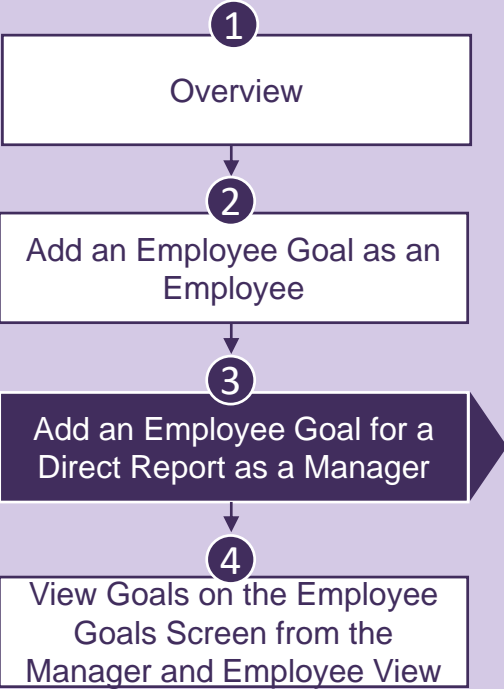 1
Overview
2
Add an Employee Goal as an
Employee
3
Add an Employee Goal for a
Direct Report as a Manager
4
View Goals on the Employee
Goals Screen from the
Manager and Employee View